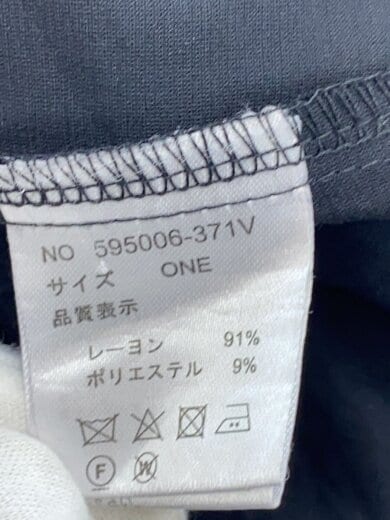 NO 595006-371V
サイズ ONE
品質表示
レーヨン 91%
ポリエステル 9%
F W